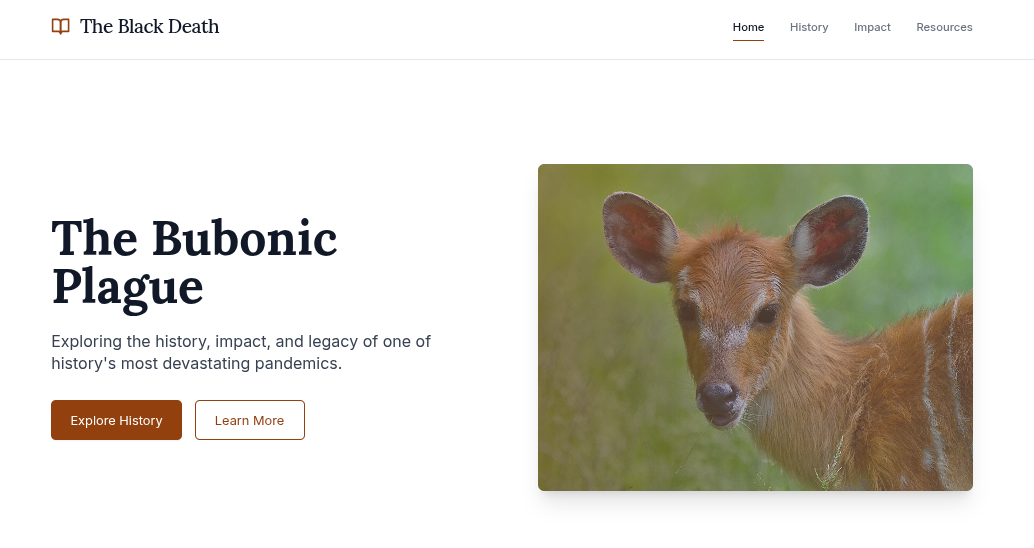 The Black Death
Home
History
Impact
Resources
The Bubonic
Plague
Exploring the history, impact, and legacy of one of
history's most devastating pandemics.
Explore History
Learn More